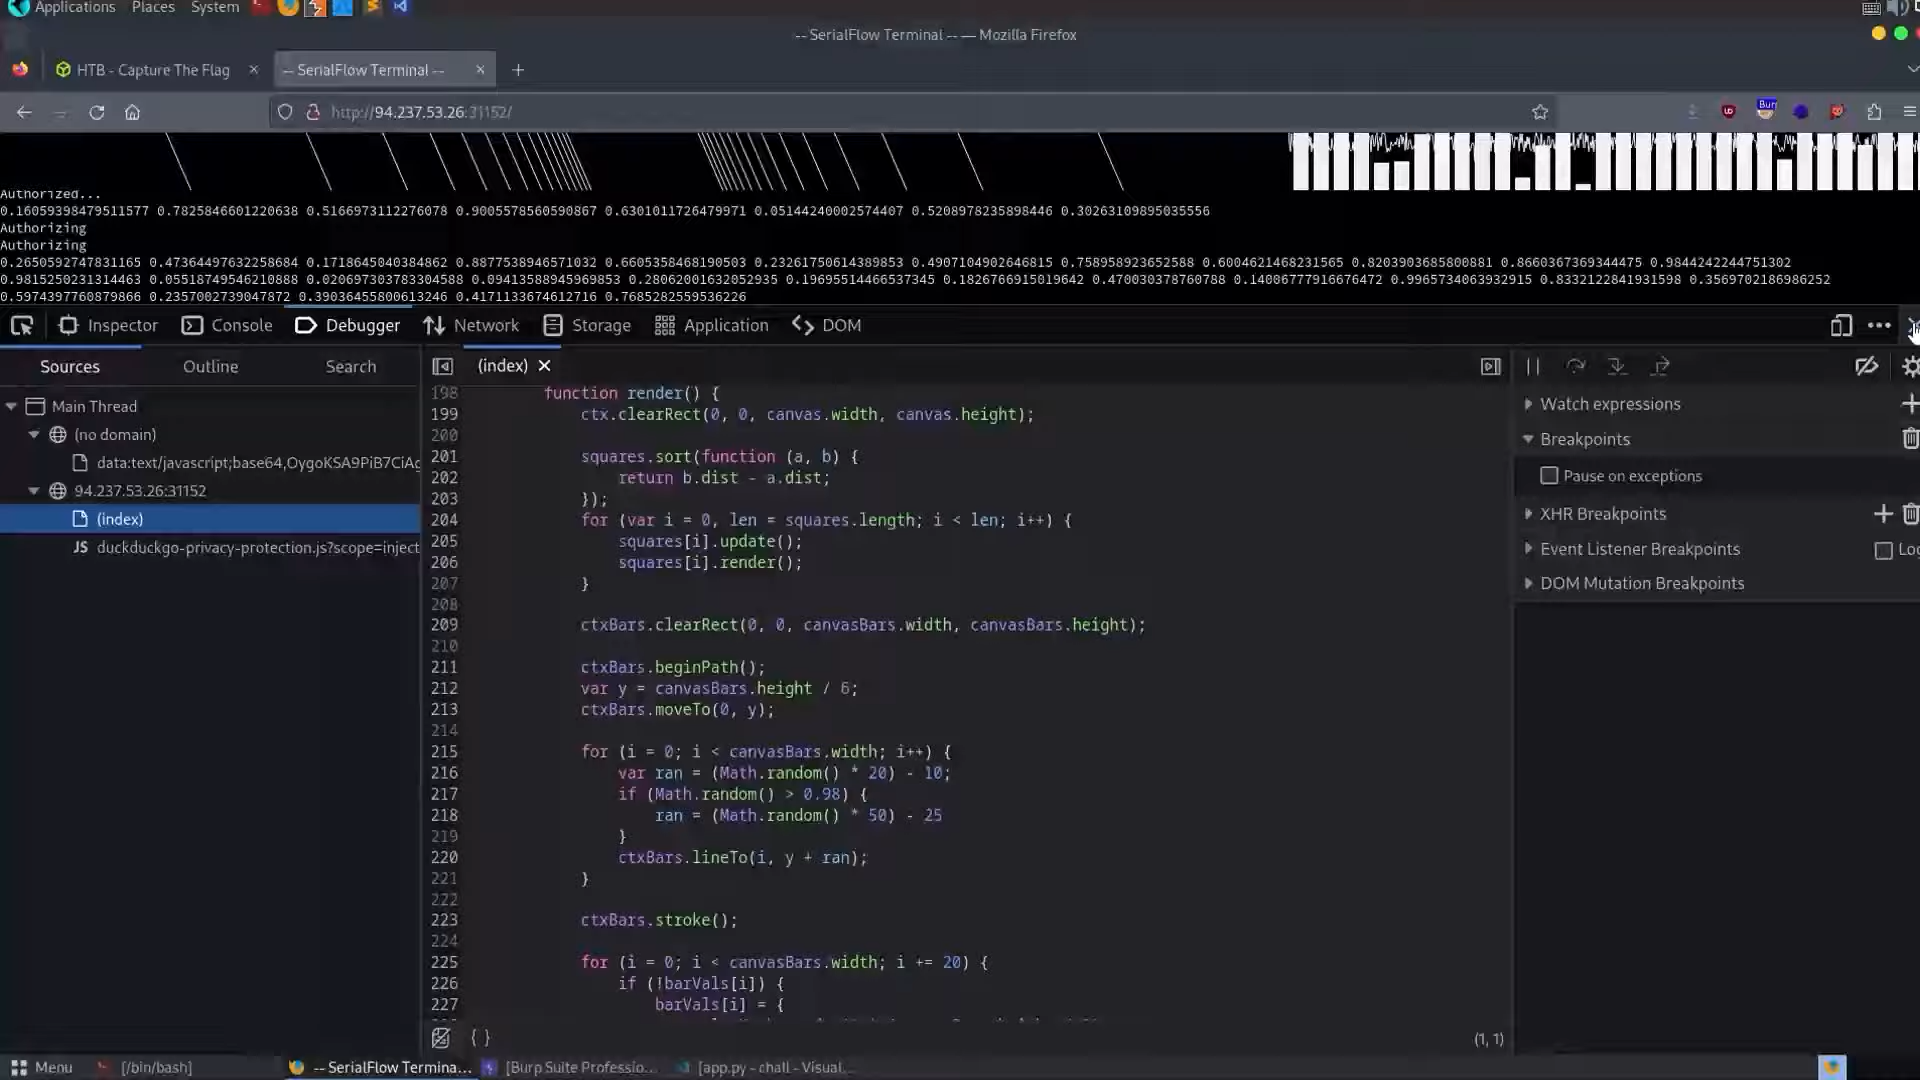 Applications Places System
-- SerialFlow Terminal -- — Mozilla Firefox
HTB - Capture The Flag
-- SerialFlow Terminal --
http://94.237.53.26:31152/
Authorized...
0.16059398479511577 0.7825846601220638 0.5166973112276078 0.9005578560590867 0.6301011726479971 0.05144240002574407 0.5208978235898446 0.30263109895035556
Authorizing
Authorizing
0.2650592747831165 0.47364497632258684 0.1718645040384862 0.8877538946571032 0.6605358468190503 0.23261750614389853 0.4907104902646815 0.758958923652588 0.6004621468231565 0.8203903685800881 0.8660367369344475 0.9844242244751302
0.9815250231314463 0.05518749546210888 0.020697303783304588 0.09413588945969853 0.28062001632052935 0.19695514466537345 0.1826766915019642 0.470030378760788 0.14006777916676472 0.9965734063932915 0.8332122841931598 0.3569702186986252
0.5974397760879866 0.2357002739047872 0.39036455800613246 0.4171133674612716 0.7685282559536226
Inspector Console Debugger Network Storage Application DOM
Sources Outline Search
(index)
Main Thread
(no domain)
data:text/javascript;base64,OygoKSA9PiB7CiAg
94.237.53.26:31152
(index)
JS duckduckgo-privacy-protection.js?scope=inject
198 function render() {
199 ctx.clearRect(0, 0, canvas.width, canvas.height);
200
201 squares.sort(function (a, b) {
202 return b.dist - a.dist;
203 });
204 for (var i = 0, len = squares.length; i < len; i++) {
205 squares[i].update();
206 squares[i].render();
207 }
208
209 ctxBars.clearRect(0, 0, canvasBars.width, canvasBars.height);
210
211 ctxBars.beginPath();
212 var y = canvasBars.height / 6;
213 ctxBars.moveTo(0, y);
214
215 for (i = 0; i < canvasBars.width; i++) {
216 var ran = (Math.random() * 20) - 10;
217 if (Math.random() > 0.98) {
218 ran = (Math.random() * 50) - 25
219 }
220 ctxBars.lineTo(i, y + ran);
221 }
222
223 ctxBars.stroke();
224
225 for (i = 0; i < canvasBars.width; i += 20) {
226 if (!barVals[i]) {
227 barVals[i] = {
Watch expressions
Breakpoints
Pause on exceptions
XHR Breakpoints
Event Listener Breakpoints
DOM Mutation Breakpoints
{ }
(1, 1)
Menu
[/bin/bash]
-- SerialFlow Termina...
[Burp Suite Professio...
[app.py - chall - Visual...